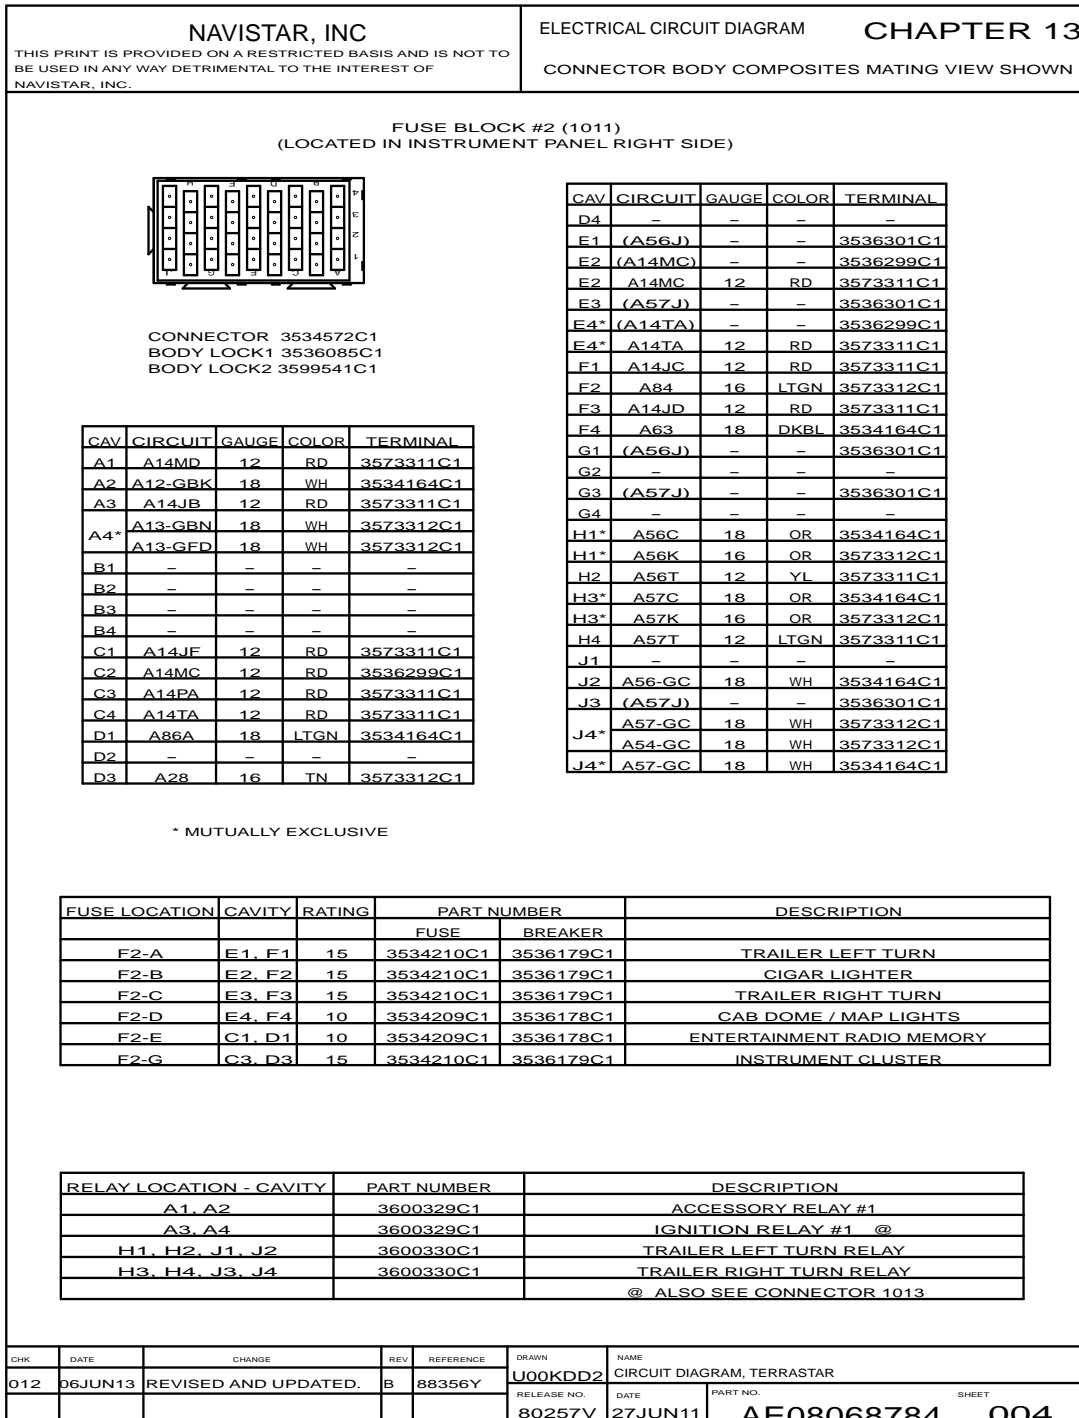 NAVISTAR, INC
THIS PRINT IS PROVIDED ON A RESTRICTED BASIS AND IS NOT TO
BE USED IN ANY WAY DETRIMENTAL TO THE INTEREST OF
NAVISTAR, INC.
ELECTRICAL CIRCUIT DIAGRAM CHAPTER 13
CONNECTOR BODY COMPOSITES MATING VIEW SHOWN
FUSE BLOCK #2 (1011)
(LOCATED IN INSTRUMENT PANEL RIGHT SIDE)
H E D B
4
3
2
1
J G E C A
CONNECTOR 3534572C1
BODY LOCK1 3536085C1
BODY LOCK2 3599541C1
CAV CIRCUIT GAUGE COLOR TERMINAL
A1 A14MD 12 RD 3573311C1
A2 A12-GBK 18 WH 3534164C1
A3 A14JB 12 RD 3573311C1
A4* A13-GBN 18 WH 3573312C1
A13-GFD 18 WH 3573312C1
B1 – – – –
B2 – – – –
B3 – – – –
B4 – – – –
C1 A14JF 12 RD 3573311C1
C2 A14MC 12 RD 3536299C1
C3 A14PA 12 RD 3573311C1
C4 A14TA 12 RD 3573311C1
D1 A86A 18 LTGN 3534164C1
D2 – – – –
D3 A28 16 TN 3573312C1
* MUTUALLY EXCLUSIVE
CAV CIRCUIT GAUGE COLOR TERMINAL
D4 – – – –
E1 (A56J) – – 3536301C1
E2 (A14MC) – – 3536299C1
E2 A14MC 12 RD 3573311C1
E3 (A57J) – – 3536301C1
E4* (A14TA) – – 3536299C1
E4* A14TA 12 RD 3573311C1
F1 A14JC 12 RD 3573311C1
F2 A84 16 LTGN 3573312C1
F3 A14JD 12 RD 3573311C1
F4 A63 18 DKBL 3534164C1
G1 (A56J) – – 3536301C1
G2 – – – –
G3 (A57J) – – 3536301C1
G4 – – – –
H1* A56C 18 OR 3534164C1
H1* A56K 16 OR 3573312C1
H2 A56T 12 YL 3573311C1
H3* A57C 18 OR 3534164C1
H3* A57K 16 OR 3573312C1
H4 A57T 12 LTGN 3573311C1
J1 – – – –
J2 A56-GC 18 WH 3534164C1
J3 (A57J) – – 3536301C1
J4* A57-GC 18 WH 3573312C1
A54-GC 18 WH 3573312C1
J4* A57-GC 18 WH 3534164C1
FUSE LOCATION CAVITY RATING PART NUMBER DESCRIPTION
FUSE BREAKER
F2-A E1, F1 15 3534210C1 3536179C1 TRAILER LEFT TURN
F2-B E2, F2 15 3534210C1 3536179C1 CIGAR LIGHTER
F2-C E3, F3 15 3534210C1 3536179C1 TRAILER RIGHT TURN
F2-D E4, F4 10 3534209C1 3536178C1 CAB DOME / MAP LIGHTS
F2-E C1, D1 10 3534209C1 3536178C1 ENTERTAINMENT RADIO MEMORY
F2-G C3, D3 15 3534210C1 3536179C1 INSTRUMENT CLUSTER
RELAY LOCATION - CAVITY PART NUMBER DESCRIPTION
A1, A2 3600329C1 ACCESSORY RELAY #1
A3, A4 3600329C1 IGNITION RELAY #1 @
H1, H2, J1, J2 3600330C1 TRAILER LEFT TURN RELAY
H3, H4, J3, J4 3600330C1 TRAILER RIGHT TURN RELAY
@ ALSO SEE CONNECTOR 1013
CHK DATE CHANGE REV REFERENCE DRAWN NAME
012 06JUN13 REVISED AND UPDATED. B 88356Y U00KDD2 CIRCUIT DIAGRAM, TERRASTAR
RELEASE NO. DATE PART NO. SHEET
80257V 27JUN11 AE08068784 004